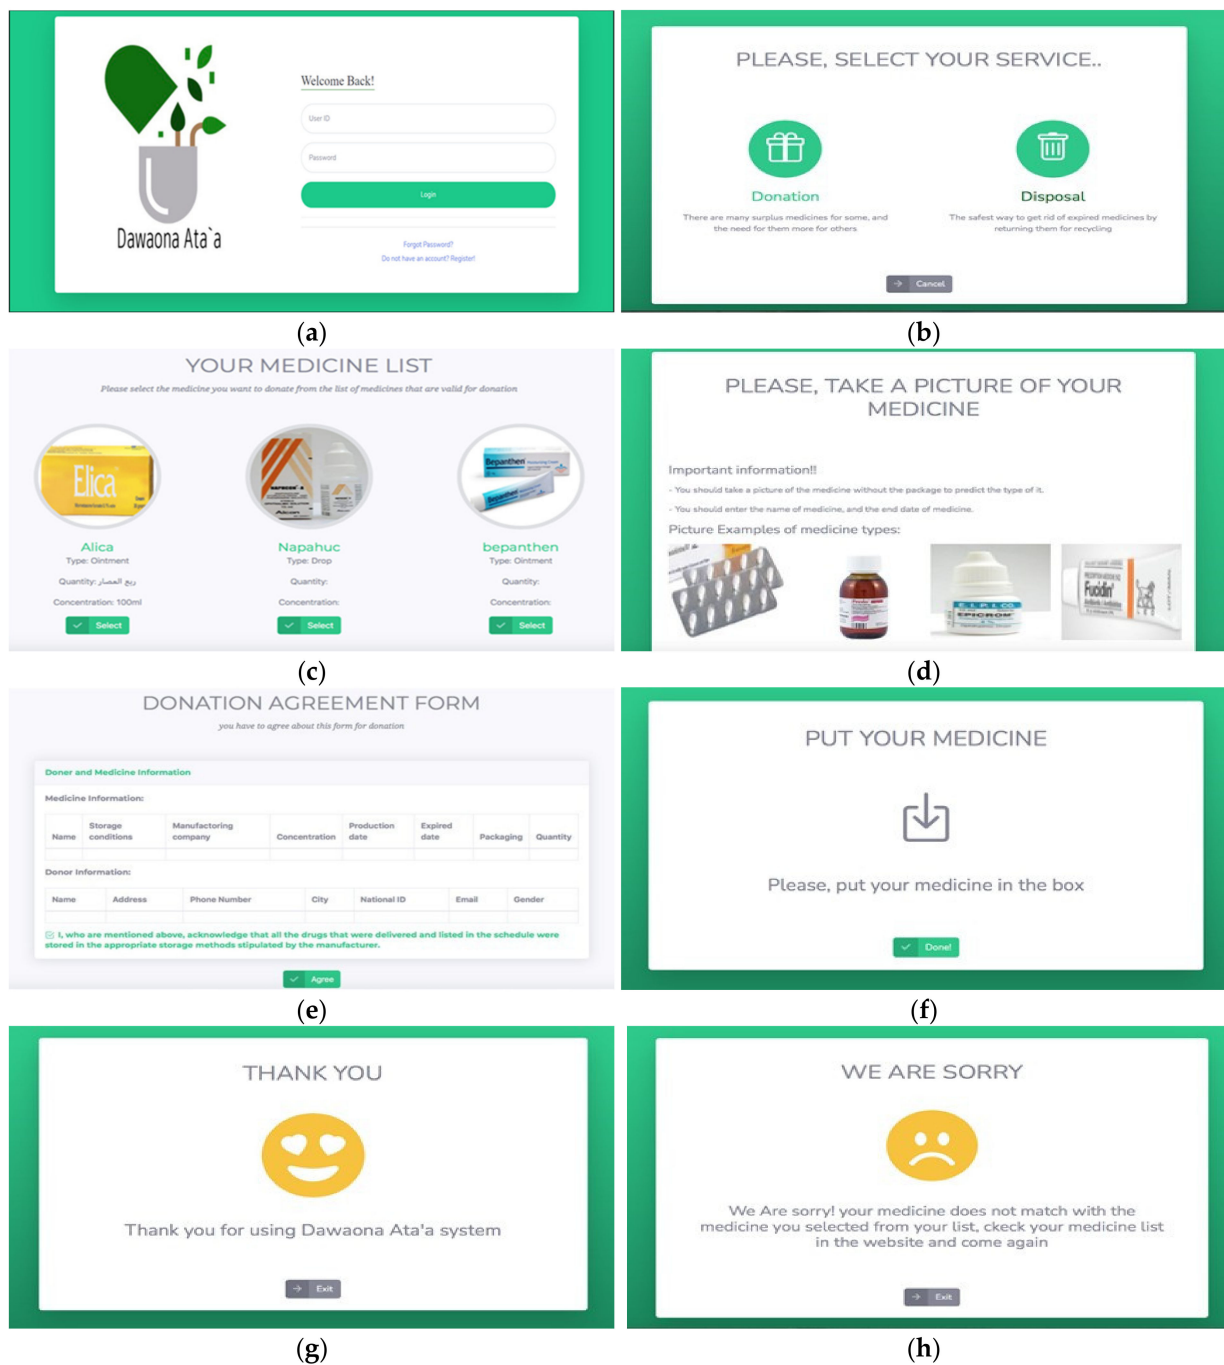 Welcome Back!
User ID
Password
Login
Forgot Password?
Do not have an account? Register!
Dawaona Ata`a
(a)
PLEASE, SELECT YOUR SERVICE..
Donation
There are many surplus medicines for some, and
the need for them more for others
Disposal
The safest way to get rid of expired medicines by
returning them for recycling
Cancel
(b)
YOUR MEDICINE LIST
Please select the medicine you want to donate from the list of medicines that are valid for donation
Elica
Alcon
Bepanthen
Bepanthen
Alica
Type: Ointment
Quantity: ربع العصار
Concentration: 100ml
Select
Napahuc
Type: Drop
Quantity:
Concentration:
Select
bepanthen
Type: Ointment
Quantity:
Concentration:
Select
(c)
PLEASE, TAKE A PICTURE OF YOUR
MEDICINE
Important information!!
- You should take a picture of the medicine without the package to predict the type of it.
- You should enter the name of medicine, and the end date of medicine.
Picture Examples of medicine types:
E. I. P. I. CO.
EPICROM
Fucidin
(d)
DONATION AGREEMENT FORM
you have to agree about this form for donation
Doner and Medicine Information
Medicine Information:
Name Storage conditions Manufactoring company Concentration Production date Expired date Packaging Quantity
Donor Information:
Name Address Phone Number City National ID Email Gender
I, who are mentioned above, acknowledge that all the drugs that were delivered and listed in the schedule were
stored in the appropriate storage methods stipulated by the manufacturer.
Agree
(e)
PUT YOUR MEDICINE
Please, put your medicine in the box
Done!
(f)
THANK YOU
Thank you for using Dawaona Ata'a system
Exit
(g)
WE ARE SORRY
We Are sorry! your medicine does not match with the
medicine you selected from your list, ckeck your medicine list
in the website and come again
Exit
(h)